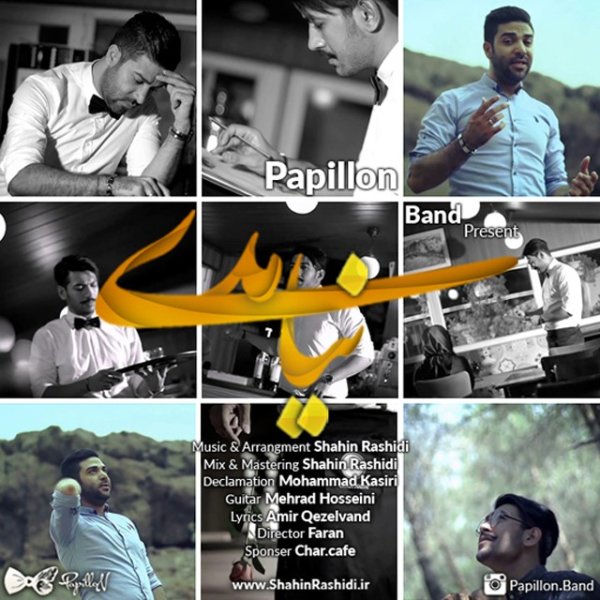 Papillon
Band
Present
Music & Arrangment Shahin Rashidi
Mix & Mastering Shahin Rashidi
Declamation Mohammad Kasiri
Guitar Mehrad Hosseini
Lyrics Amir Qezelvand
Director Faran
Sponser Char.cafe
www.ShahinRashidi.ir
PapilloN
Papillon.Band